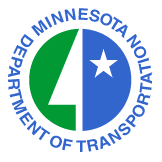 MINNESOTA
DEPARTMENT OF TRANSPORTATION